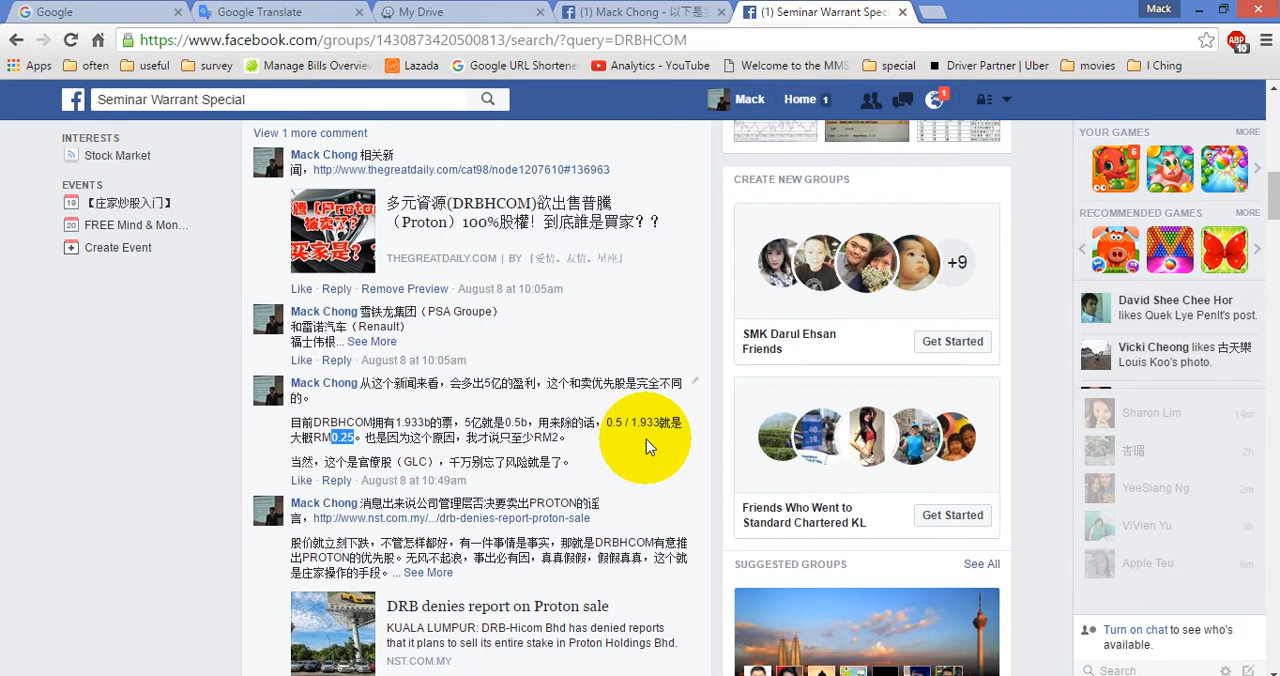 Google
Google Translate
My Drive
(1) Mack Chong - 以下是
(1) Seminar Warrant Spec
Mack
https://www.facebook.com/groups/1430873420500813/search/?query=DRBHCOM
ABP
10
Apps
often
useful
survey
Manage Bills Overvie
Lazada
Google URL Shortene
Analytics - YouTube
Welcome to the MMS
special
Driver Partner | Uber
movies
I Ching
Seminar Warrant Special
Mack
Home 1
1
INTERESTS
Stock Market
EVENTS
19 【庄家炒股入门】
20 FREE Mind & Mon...
Create Event
View 1 more comment
Mack Chong 相关新
闻，http://www.thegreatdaily.com/cat98/node1207610#136963
多元資源(DRBHCOM)欲出售普騰
（Proton）100%股權！到底誰是買家？？
THEGREATDAILY.COM | BY 『愛情、友情、星座』
Like · Reply · Remove Preview · August 8 at 10:05am
Mack Chong 雪铁龙集团（PSA Groupe）
和雷诺汽车（Renault）
福士伟根... See More
Like · Reply · August 8 at 10:05am
Mack Chong 从这个新闻来看，会多出5亿的盈利，这个和卖优先股是完全不同
的。
目前DRBHCOM拥有1.933b的票，5亿就是0.5b，用来除的话，0.5 / 1.933就是
大概RM0.25。也是因为这个原因，我才说只至少RM2。
当然，这个是官僚股（GLC），千万别忘了风险就是了。
Like · Reply · August 8 at 10:49am
Mack Chong 消息出来说公司管理层否决要卖出PROTON的谣
言，http://www.nst.com.my/.../drb-denies-report-proton-sale
股价就立刻下跌，不管怎样都好，有一件事情是事实，那就是DRBHCOM有意推
出PROTON的优先股。无风不起浪，事出必有因，真真假假，假假真真，这个就
是庄家操作的手段。... See More
DRB denies report on Proton sale
KUALA LUMPUR: DRB-Hicom Bhd has denied reports
that it plans to sell its entire stake in Proton Holdings Bhd.
NST.COM.MY
CREATE NEW GROUPS
+9
SMK Darul Ehsan
Friends
Get Started
Friends Who Went to
Standard Chartered KL
Get Started
SUGGESTED GROUPS
See All
YOUR GAMES
MORE
6
RECOMMENDED GAMES
MORE
David Shee Chee Hor
likes Quek Lye PenIt's post.
Vicki Cheong likes 古天樂
Louis Koo's photo.
Sharon Lim 14m
杏瑂 2h
YeeSiang Ng 2m
ViVien Yu 3h
Apple Teu 6m
Turn on chat to see who's
available.
Search